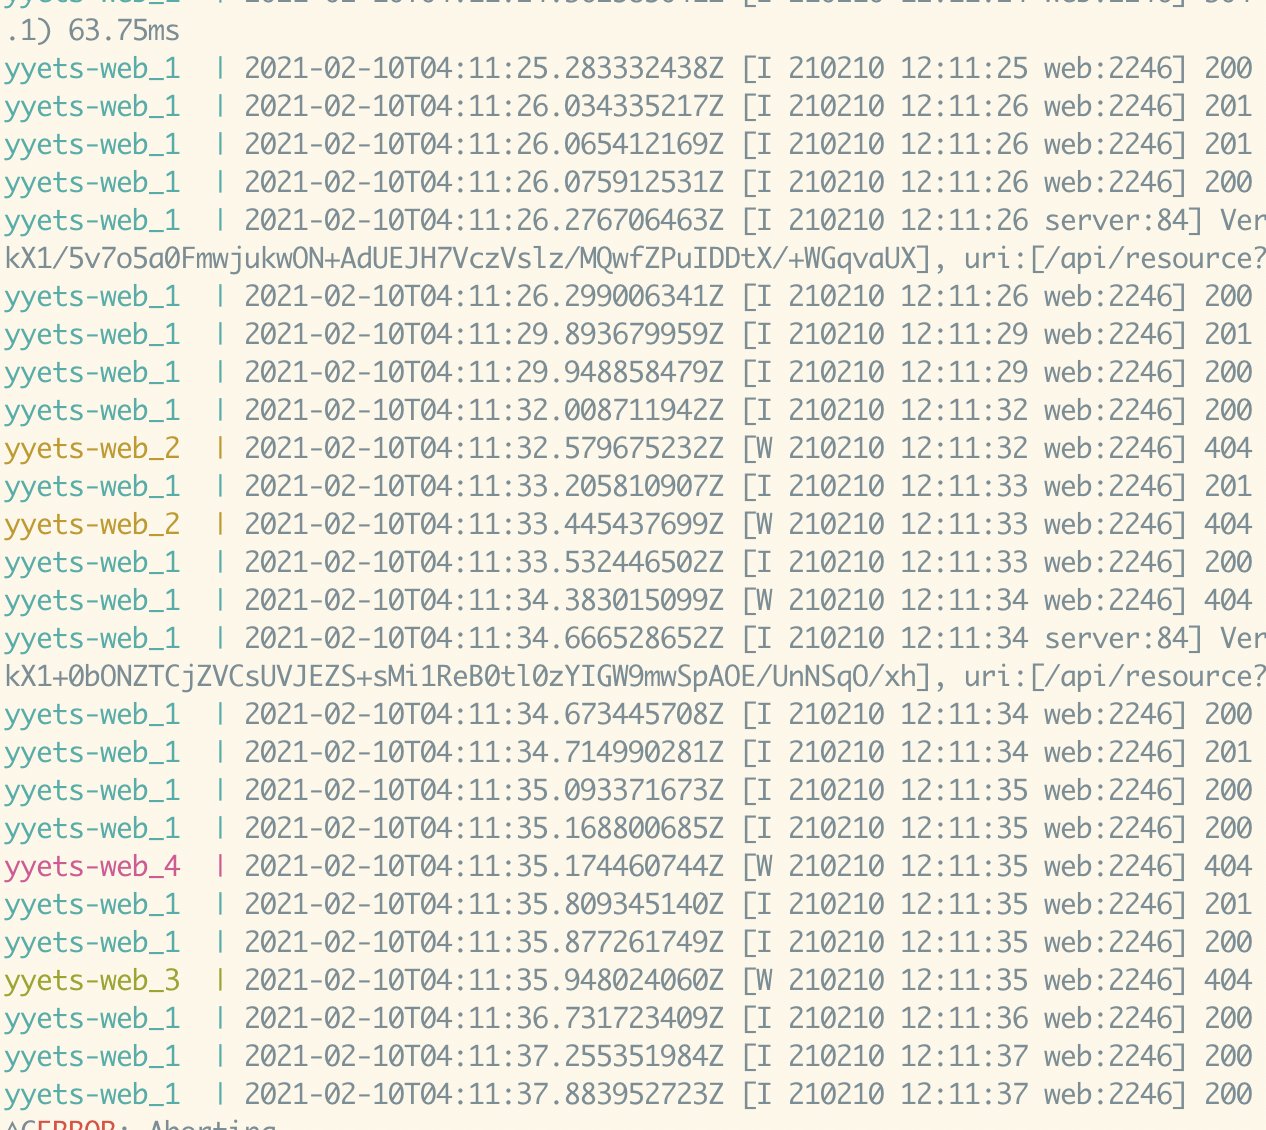 .1) 63.75ms
yyets-web_1 | 2021-02-10T04:11:25.283332438Z [I 210210 12:11:25 web:2246] 200
yyets-web_1 | 2021-02-10T04:11:26.034335217Z [I 210210 12:11:26 web:2246] 201
yyets-web_1 | 2021-02-10T04:11:26.065412169Z [I 210210 12:11:26 web:2246] 201
yyets-web_1 | 2021-02-10T04:11:26.075912531Z [I 210210 12:11:26 web:2246] 200
yyets-web_1 | 2021-02-10T04:11:26.276706463Z [I 210210 12:11:26 server:84] Ver
kX1/5v7o5a0FmwjukwON+AdUEJH7VczVslz/MQwfZPuIDDtX/+WGqvaUX], uri:[/api/resource?
yyets-web_1 | 2021-02-10T04:11:26.299006341Z [I 210210 12:11:26 web:2246] 200
yyets-web_1 | 2021-02-10T04:11:29.893679959Z [I 210210 12:11:29 web:2246] 201
yyets-web_1 | 2021-02-10T04:11:29.948858479Z [I 210210 12:11:29 web:2246] 200
yyets-web_1 | 2021-02-10T04:11:32.008711942Z [I 210210 12:11:32 web:2246] 200
yyets-web_2 | 2021-02-10T04:11:32.579675232Z [W 210210 12:11:32 web:2246] 404
yyets-web_1 | 2021-02-10T04:11:33.205810907Z [I 210210 12:11:33 web:2246] 201
yyets-web_2 | 2021-02-10T04:11:33.445437699Z [W 210210 12:11:33 web:2246] 404
yyets-web_1 | 2021-02-10T04:11:33.532446502Z [I 210210 12:11:33 web:2246] 200
yyets-web_1 | 2021-02-10T04:11:34.383015099Z [W 210210 12:11:34 web:2246] 404
yyets-web_1 | 2021-02-10T04:11:34.666528652Z [I 210210 12:11:34 server:84] Ver
kX1+0bONZTCjZVCsUVJEZS+sMi1ReB0tl0zYIGW9mwSpAOE/UnNSqO/xh], uri:[/api/resource?
yyets-web_1 | 2021-02-10T04:11:34.673445708Z [I 210210 12:11:34 web:2246] 200
yyets-web_1 | 2021-02-10T04:11:34.714990281Z [I 210210 12:11:34 web:2246] 201
yyets-web_1 | 2021-02-10T04:11:35.093371673Z [I 210210 12:11:35 web:2246] 200
yyets-web_1 | 2021-02-10T04:11:35.168800685Z [I 210210 12:11:35 web:2246] 200
yyets-web_4 | 2021-02-10T04:11:35.174460744Z [W 210210 12:11:35 web:2246] 404
yyets-web_1 | 2021-02-10T04:11:35.809345140Z [I 210210 12:11:35 web:2246] 201
yyets-web_1 | 2021-02-10T04:11:35.877261749Z [I 210210 12:11:35 web:2246] 200
yyets-web_3 | 2021-02-10T04:11:35.948024060Z [W 210210 12:11:35 web:2246] 404
yyets-web_1 | 2021-02-10T04:11:36.731723409Z [I 210210 12:11:36 web:2246] 200
yyets-web_1 | 2021-02-10T04:11:37.255351984Z [I 210210 12:11:37 web:2246] 200
yyets-web_1 | 2021-02-10T04:11:37.883952723Z [I 210210 12:11:37 web:2246] 200
^CERROR: Aborting